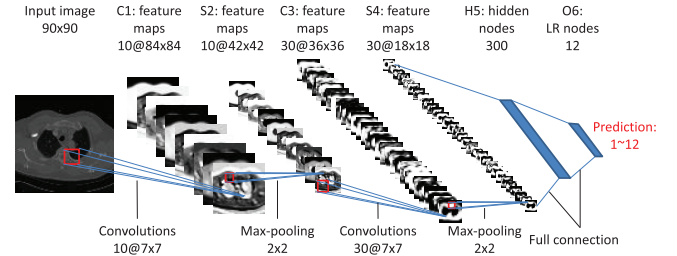 Input image
90x90
C1: feature
maps
10@84x84
S2: feature
maps
10@42x42
C3: feature
maps
30@36x36
S4: feature
maps
30@18x18
H5: hidden
nodes
300
O6:
LR nodes
12
Prediction:
1~12
Convolutions
10@7x7
Max-pooling
2x2
Convolutions
30@7x7
Max-pooling
2x2
Full connection